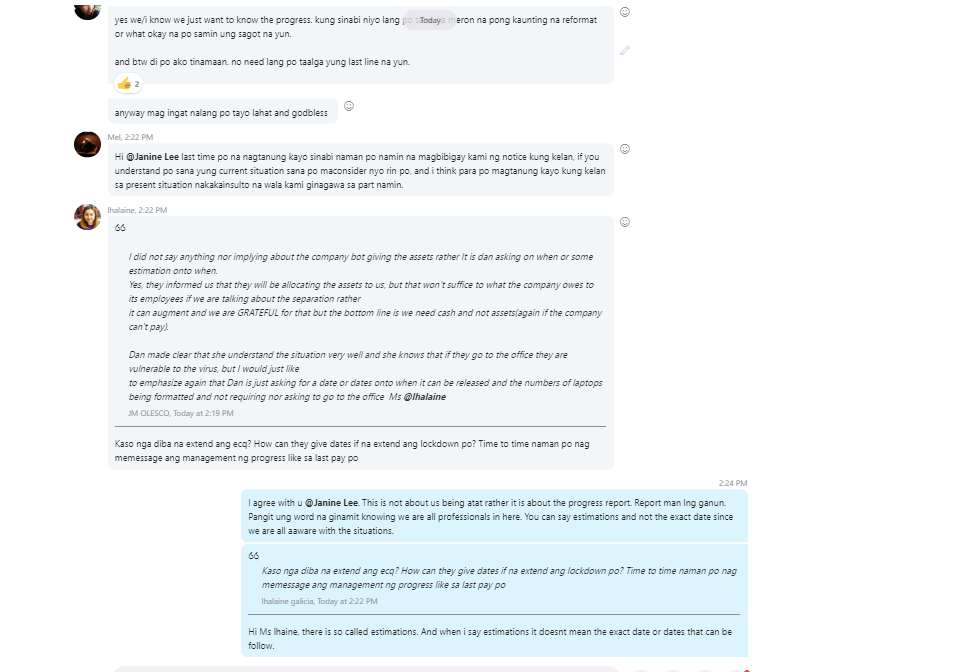 yes we/i know we just want to know the progress. kung sinabi niyo lang po meron na pong kaunting na reformat
Today
or what okay na po samin ung sagot na yun.
and btw di po ako tinamaan. no need lang po taalga yung last line na yun.
2
anyway mag ingat nalang po tayo lahat and godbless
Mel, 2:22 PM
Hi @Janine Lee last time po na nagtanung kayo sinabi naman po namin na magbibigay kami ng notice kung kelan, if you
understand po sana yung current situation sana po maconsider nyo rin po, and i think para po magtanung kayo kung kelan
sa present situation nakakainsulto na wala kami ginagawa sa part namin.
lhalaine, 2:22 PM
66
I did not say anything nor implying about the company bot giving the assets rather It is dan asking on when or some
estimation onto when.
Yes, they informed us that they will be allocating the assets to us, but that won't suffice to what the company owes to
its employees if we are talking about the separation rather
it can augment and we are GRATEFUL for that but the bottom line is we need cash and not assets(again if the company
can't pay).
Dan made clear that she understand the situation very well and she knows that if they go to the office they are
vulnerable to the virus, but I would just like
to emphasize again that Dan is just asking for a date or dates onto when it can be released and the numbers of laptops
being formatted and not requiring nor asking to go to the office Ms @lhalaine
JM OLESCO, Today at 2:19 PM
Kaso nga diba na extend ang ecq? How can they give dates if na extend ang lockdown po? Time to time naman po nag
memessage ang management ng progress like sa last pay po
2:24 PM
I agree with u @Janine Lee. This is not about us being atat rather it is about the progress report. Report man lng ganun.
Pangit ung word na ginamit knowing we are all professionals in here. You can say estimations and not the exact date since
we are all aaware with the situations.
66
Kaso nga diba na extend ang ecq? How can they give dates if na extend ang lockdown po? Time to time naman po nag
memessage ang management ng progress like sa last pay po
lhalaine galicia, Today at 2:22 PM
Hi Ms lhaine, there is so called estimations. And when i say estimations it doesnt mean the exact date or dates that can be
follow.